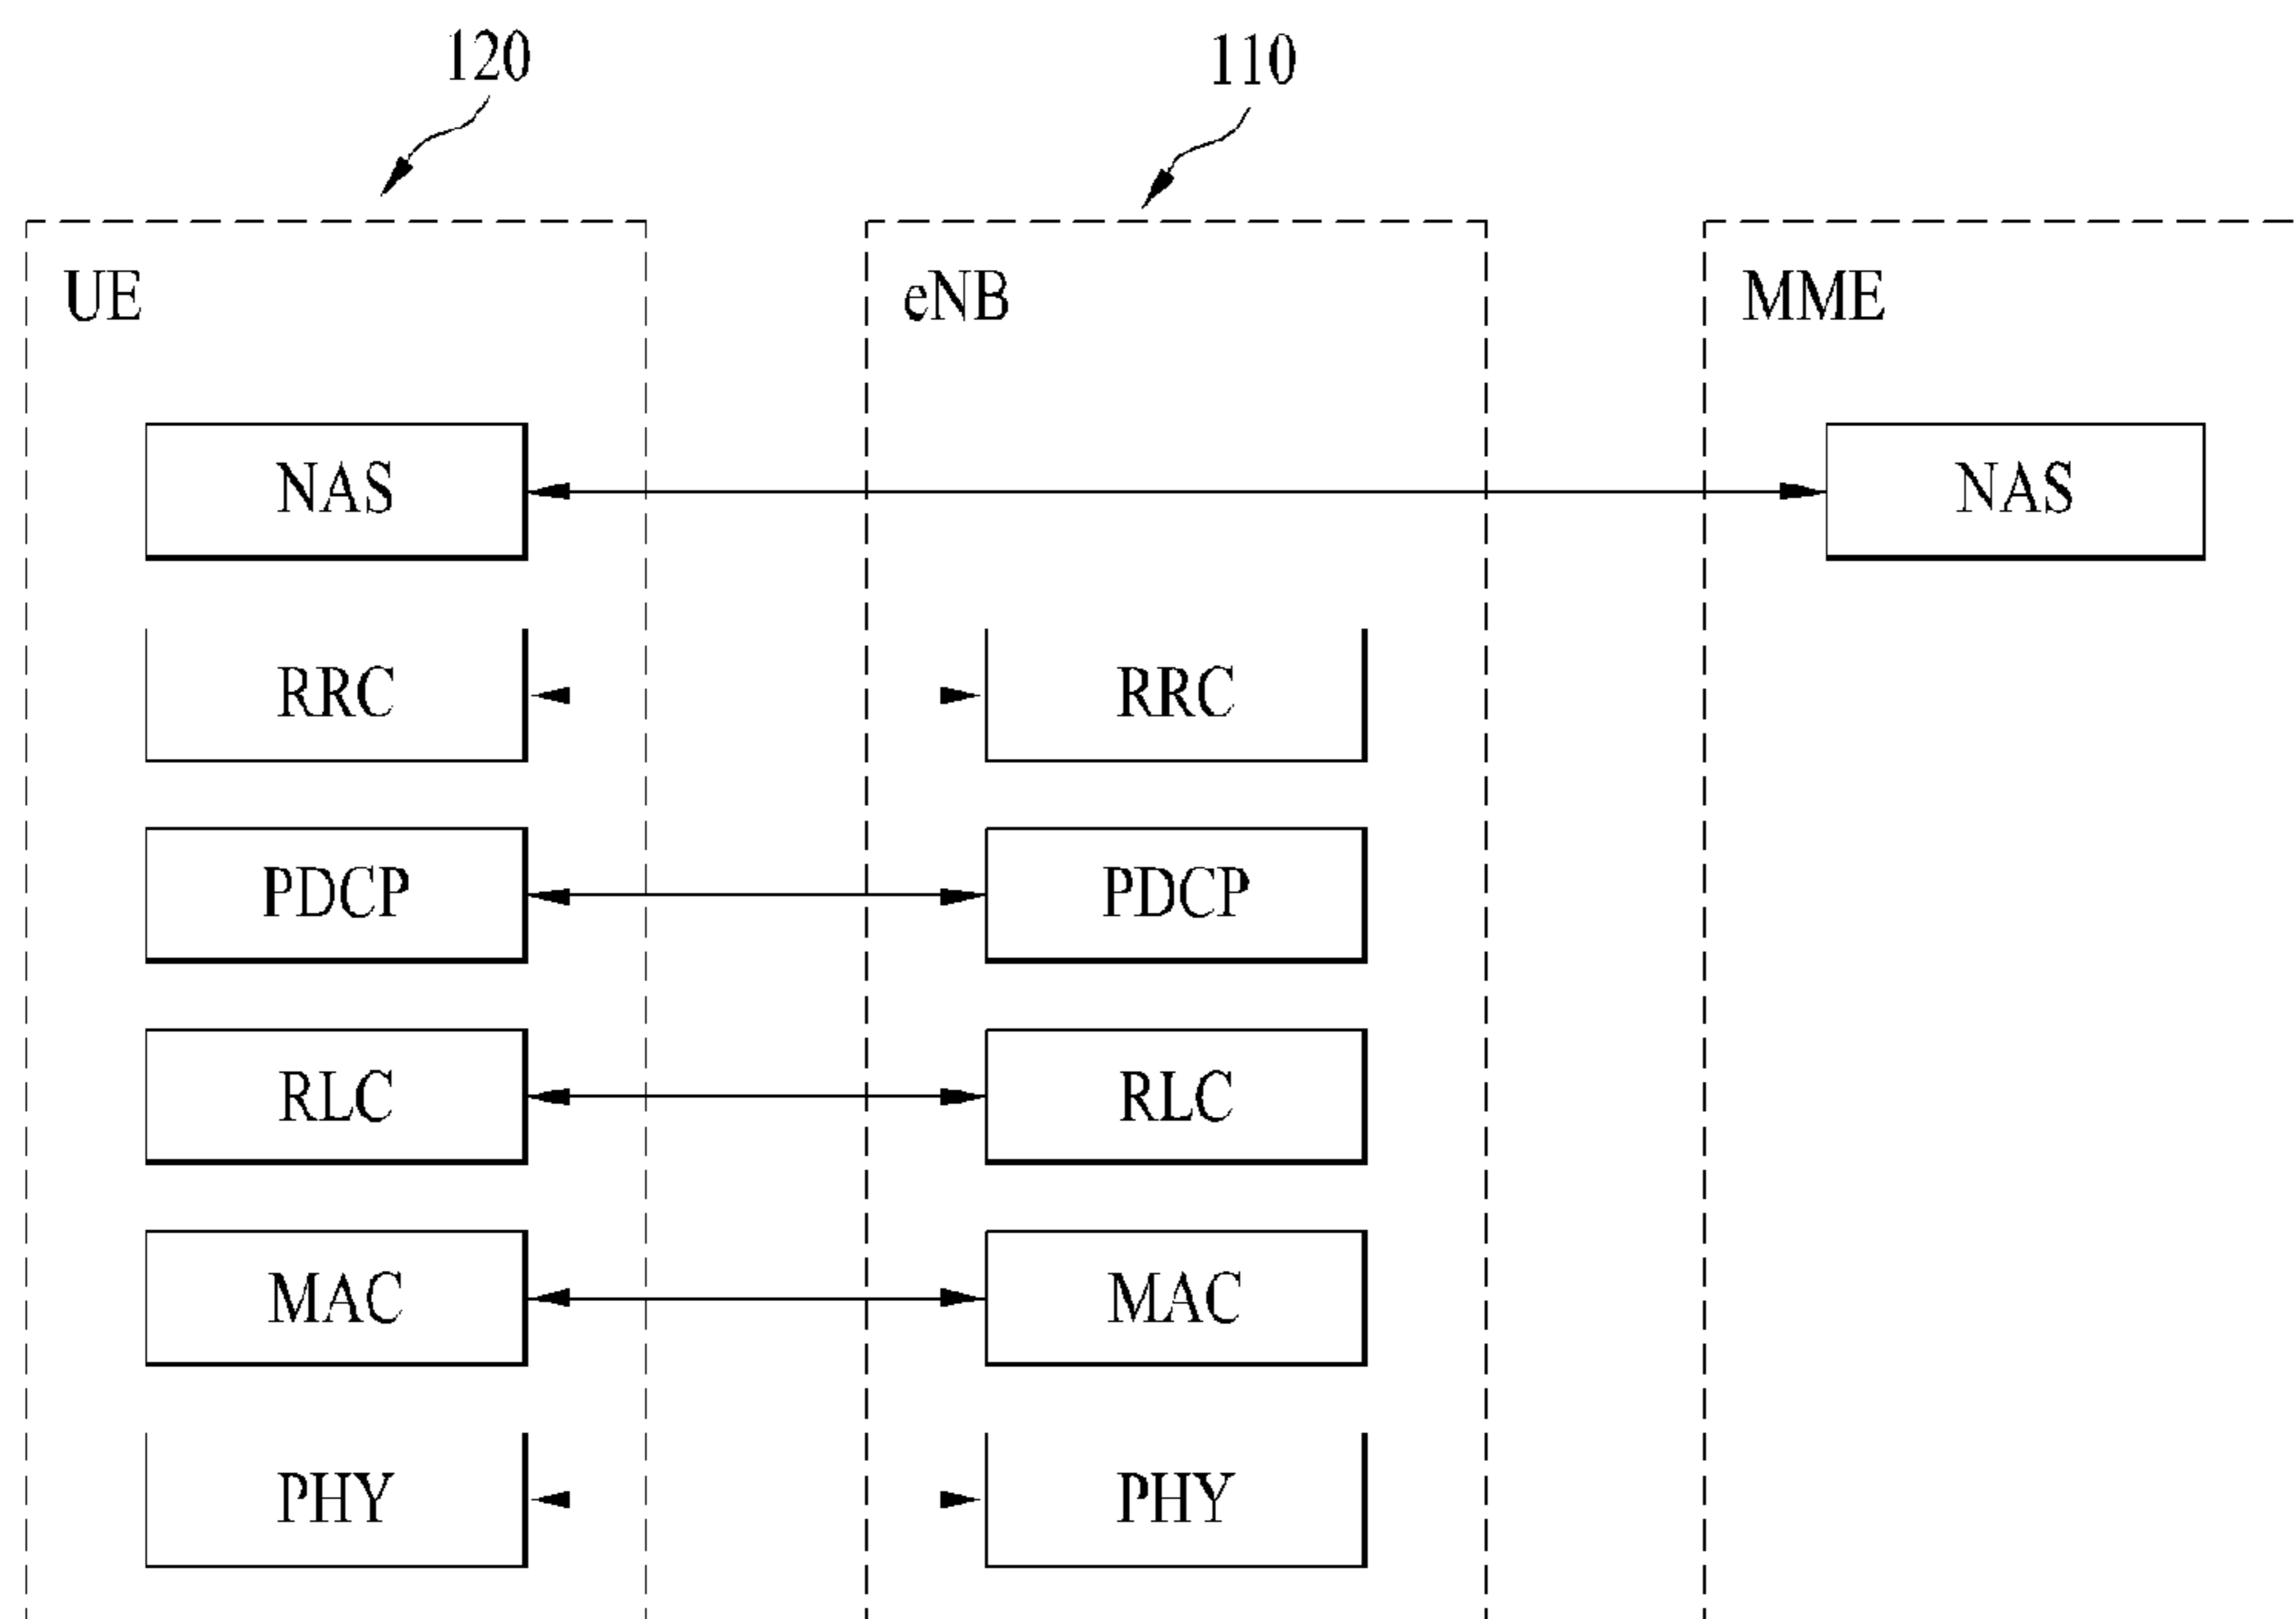 120 110
UE eNB MME
NAS NAS
RRC RRC
PDCP PDCP
RLC RLC
MAC MAC
PHY PHY